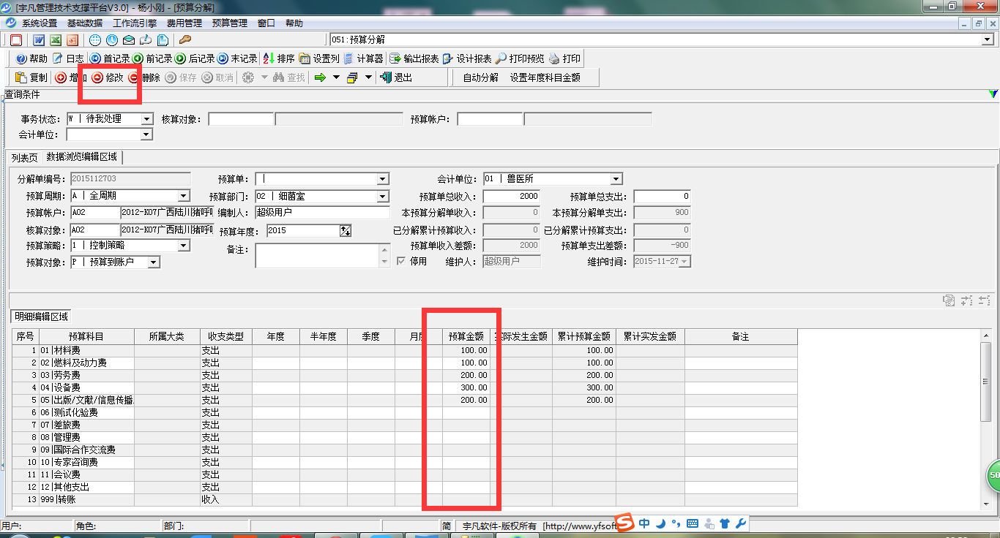 [宇凡管理技术支撑平台V3.0] - 杨小刚 - [预算分解]
系统设置 基础数据 工作流引擎 费用管理 预算管理 窗口 帮助
051:预算分解
帮助 日志 首记录 前记录 后记录 末记录 排序 设置列 计算器 输出报表 设计报表 打印预览 打印
复制 增加 修改 删除 保存 取消 查找 退出 自动分解 设置年度科目金额
查询条件
事务状态: W | 待我处理 核算对象: 预算帐户:
会计单位:
列表页 数据浏览编辑区域
分解单编号: 2015112703 预算单: | 会计单位: 01 | 兽医所
预算周期: A | 全周期 预算部门: 02 | 细菌室 预算单总收入: 2000 预算单总支出: 0
预算帐户: A02 2012-K07广西陆川猪呼吸 编制人: 超级用户 本预算分解单收入: 0 本预算分解单支出: 900
核算对象: A02 2012-K07广西陆川猪呼吸 预算年度: 2015 已分解累计预算收入: 0 已分解累计预算支出: 0
预算策略: 1 | 控制策略 备注: 预算单收入差额: 2000 预算单支出差额: -900
预算对象: P | 预算到账户 停用 维护人: 超级用户 维护时间: 2015-11-27
明细编辑区域
序号 预算科目 所属大类 收支类型 年度 半年度 季度 月度 预算金额 实际发生金额 累计预算金额 累计实发金额 备注
1 01|材料费 支出 100.00 100.00
2 02|燃料及动力费 支出 100.00 100.00
3 03|劳务费 支出 200.00 200.00
4 04|设备费 支出 300.00 300.00
5 05|出版/文献/信息传播. 支出 200.00 200.00
6 06|测试化验费 支出
7 07|差旅费 支出
8 08|管理费 支出
9 09|国际合作交流费 支出
10 10|专家咨询费 支出
11 11|会议费 支出
12 12|其他支出 支出
13 999|转账 收入
50
用户: 角色: 部门: 简 宇凡软件-版权所有 [http://www.yfsoft
中